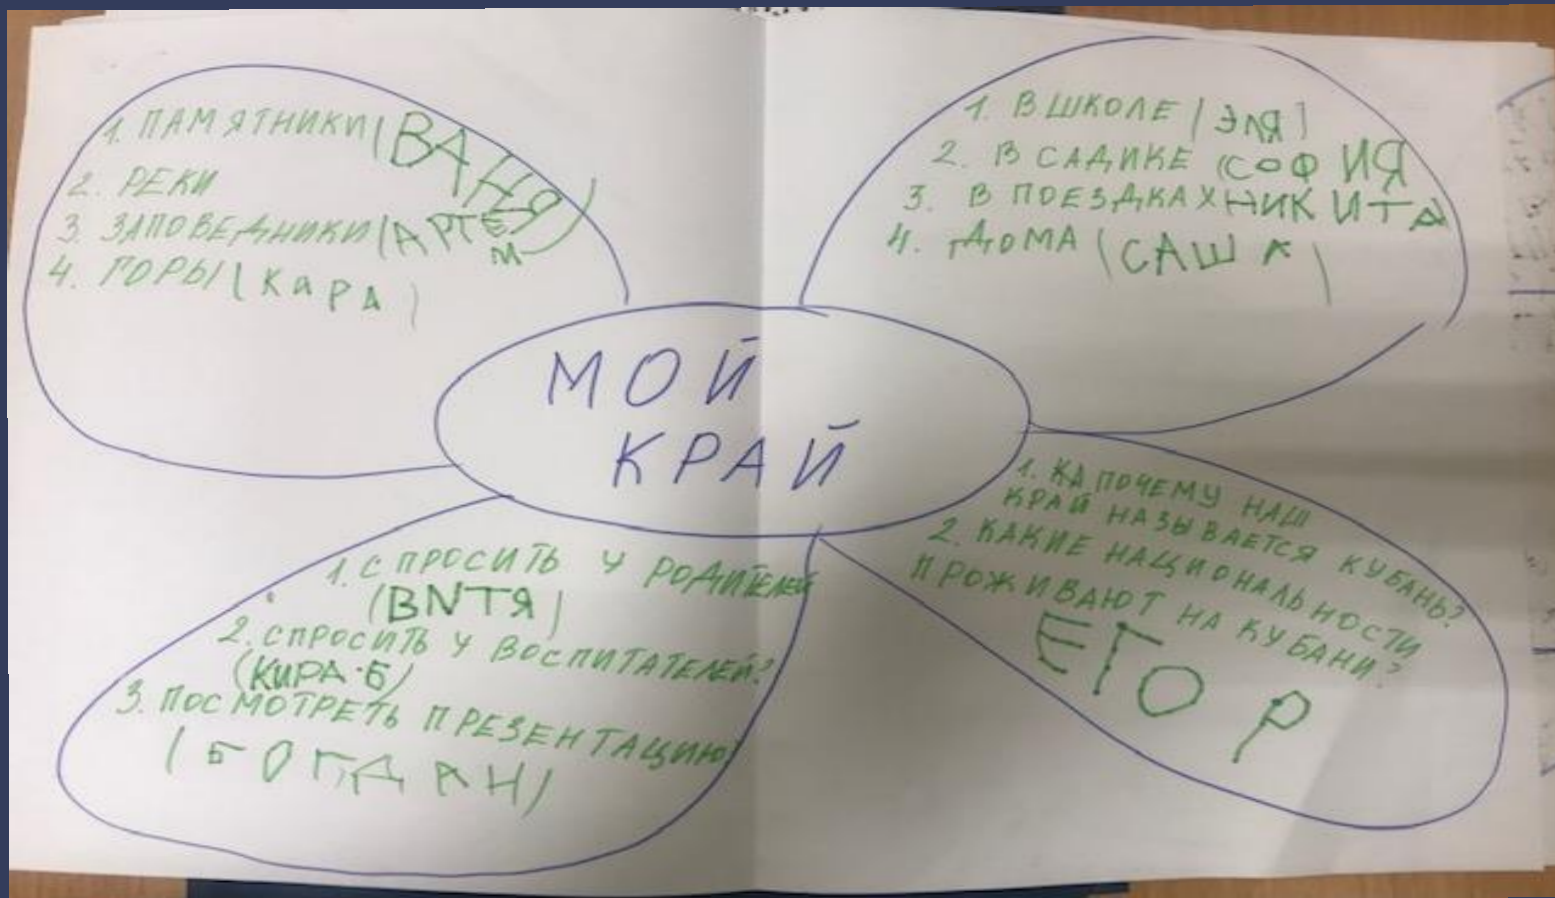 1. ПАМЯТНИКИ (ВАНЯ)
2. РЕКИ
3. ЗАПОВЕДНИКИ (АРТЕМ)
4. ГОРЫ (КАРА)
1. В ШКОЛЕ (ЭЛЯ)
2. В САДИКЕ (СОФИЯ
3. В ПОЕЗДКАХ НИКИТА
4. ДОМА (САША)
МОЙ
КРАЙ
1. СПРОСИТЬ У РОДИТЕЛЕЙ
(ВNТЯ)
2. СПРОСИТЬ У ВОСПИТАТЕЛЕЙ?
(КИРА·Б)
3. ПОСМОТРЕТЬ ПРЕЗЕНТАЦИЮ
(БОГДАН)
1. КА ПОЧЕМУ НАШ
КРАЙ НАЗЫВАЕТСЯ КУБАНЬ?
2. КАКИЕ НАЦИОНАЛЬНОСТИ
ПРОЖИВАЮТ НА КУБАНИ?
ЕГОР